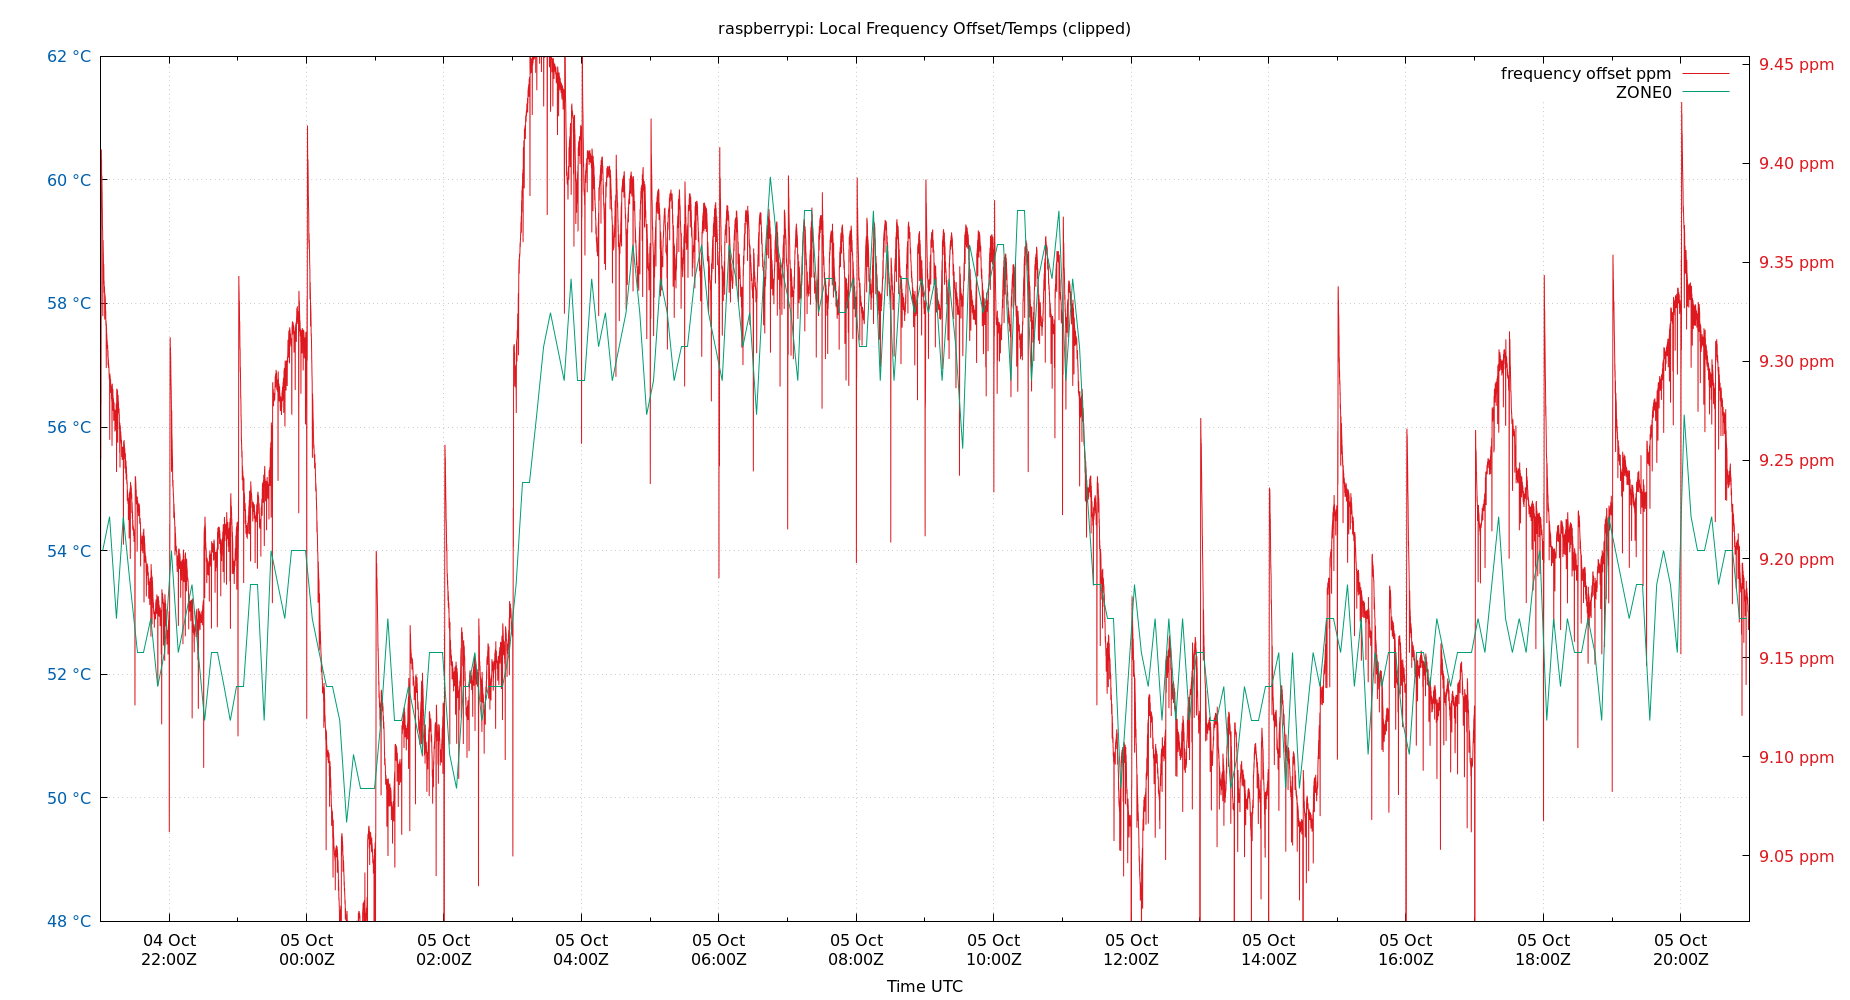 raspberrypi: Local Frequency Offset/Temps (clipped)
62 °C
60 °C
58 °C
56 °C
54 °C
52 °C
50 °C
48 °C
frequency offset ppm
ZONE0
9.45 ppm
9.40 ppm
9.35 ppm
9.30 ppm
9.25 ppm
9.20 ppm
9.15 ppm
9.10 ppm
9.05 ppm
04 Oct 05 Oct 05 Oct 05 Oct 05 Oct 05 Oct 05 Oct 05 Oct 05 Oct 05 Oct 05 Oct 05 Oct
22:00Z 00:00Z 02:00Z 04:00Z 06:00Z 08:00Z 10:00Z 12:00Z 14:00Z 16:00Z 18:00Z 20:00Z
Time UTC